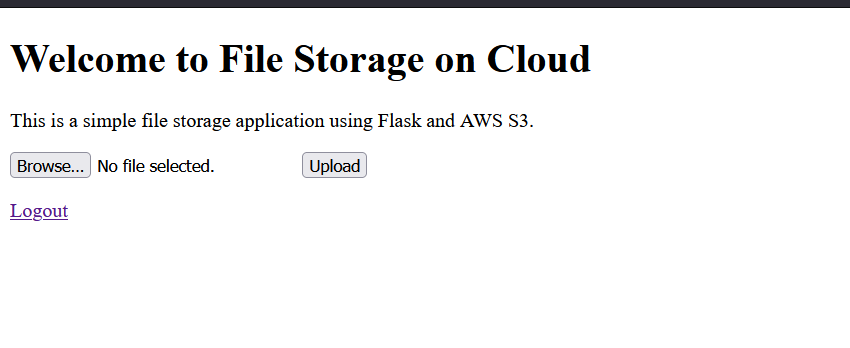 Welcome to File Storage on Cloud
This is a simple file storage application using Flask and AWS S3.
Browse... No file selected. Upload
Logout